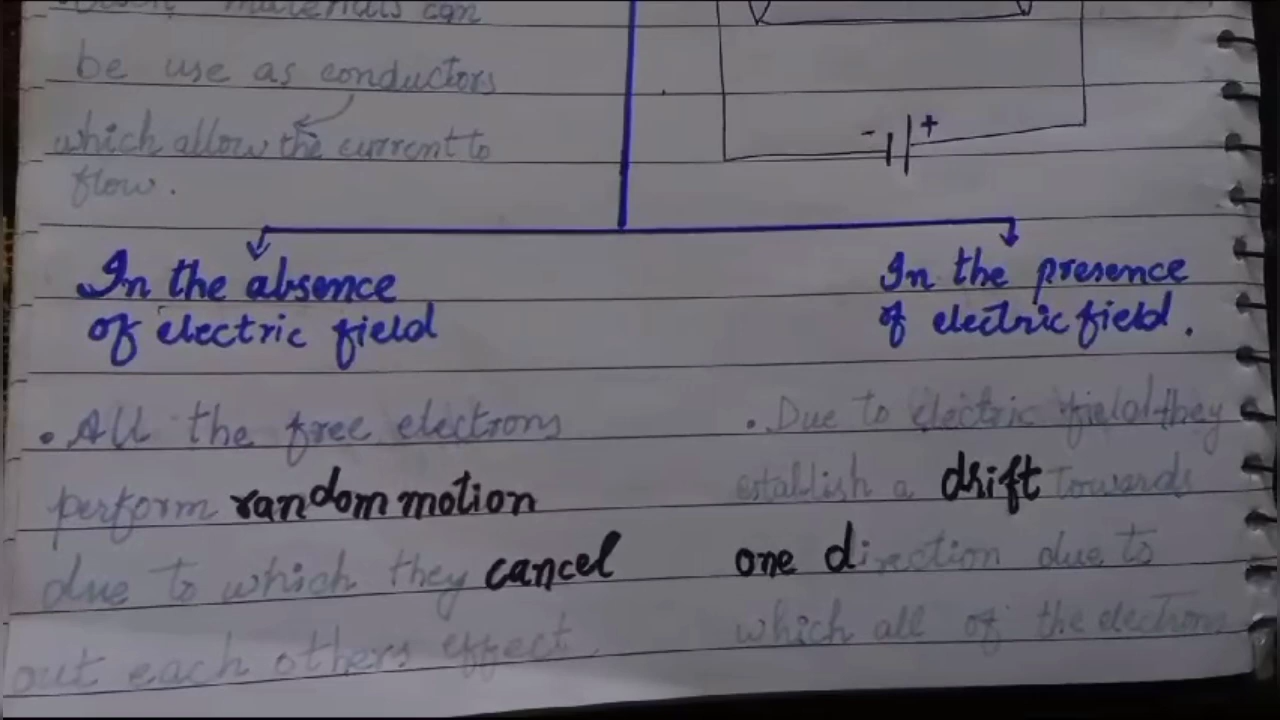 materials can
be use as conductors
which allow the current to
flow.
- +
In the absence
of electric field
. All the free electrons
perform random motion
due to which they cancel
out each others effect.
In the presence
of electric field.
. Due to electric field they
establish a drift towards
one direction due to
which all of the electrons